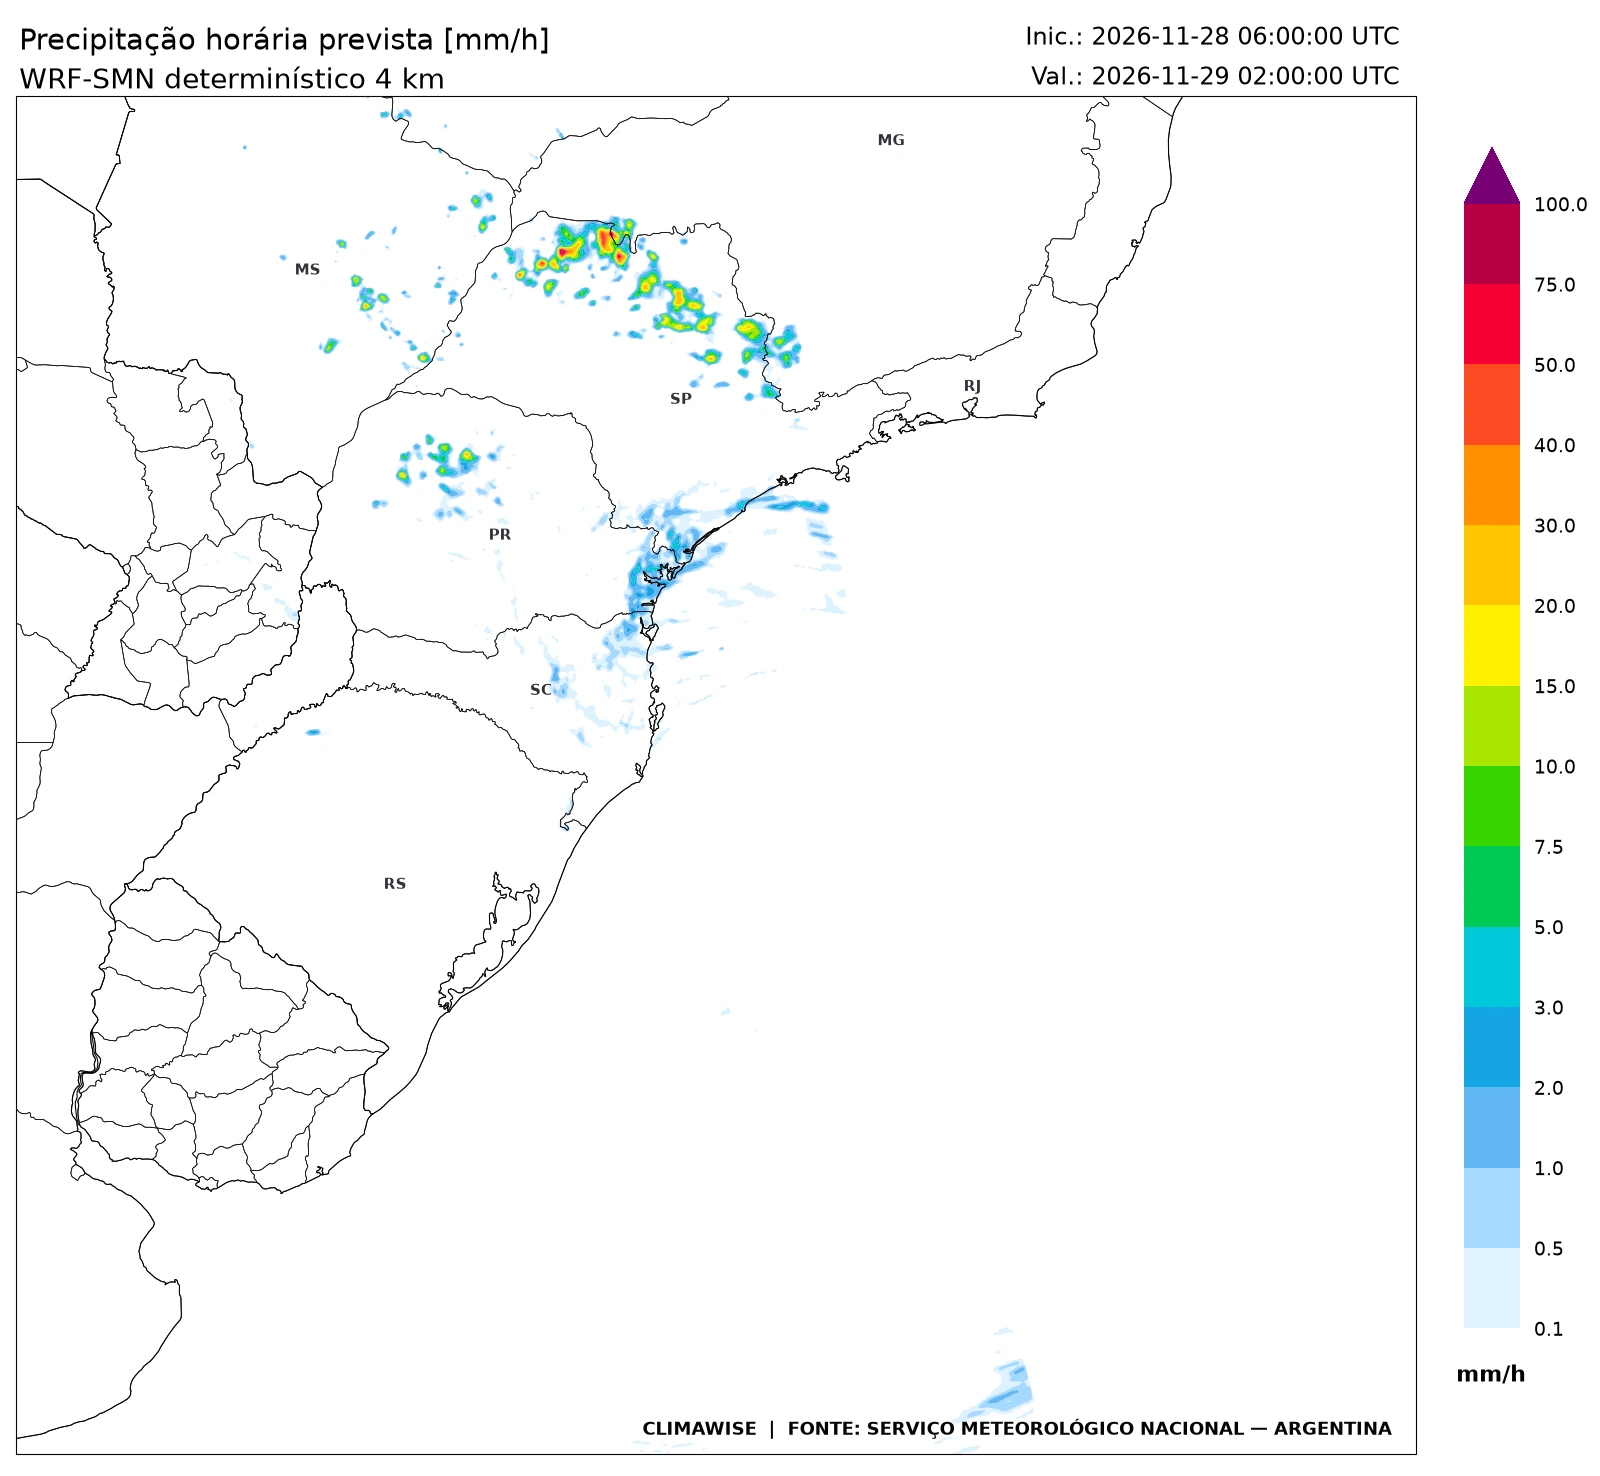 Precipitação horária prevista [mm/h]
WRF-SMN determinístico 4 km
Inic.: 2026-11-28 06:00:00 UTC
Val.: 2026-11-29 02:00:00 UTC
MG
MS
RJ
SP
PR
SC
RS
100.0
75.0
50.0
40.0
30.0
20.0
15.0
10.0
7.5
5.0
3.0
2.0
1.0
0.5
0.1
mm/h
CLIMAWISE | FONTE: SERVIÇO METEOROLÓGICO NACIONAL — ARGENTINA